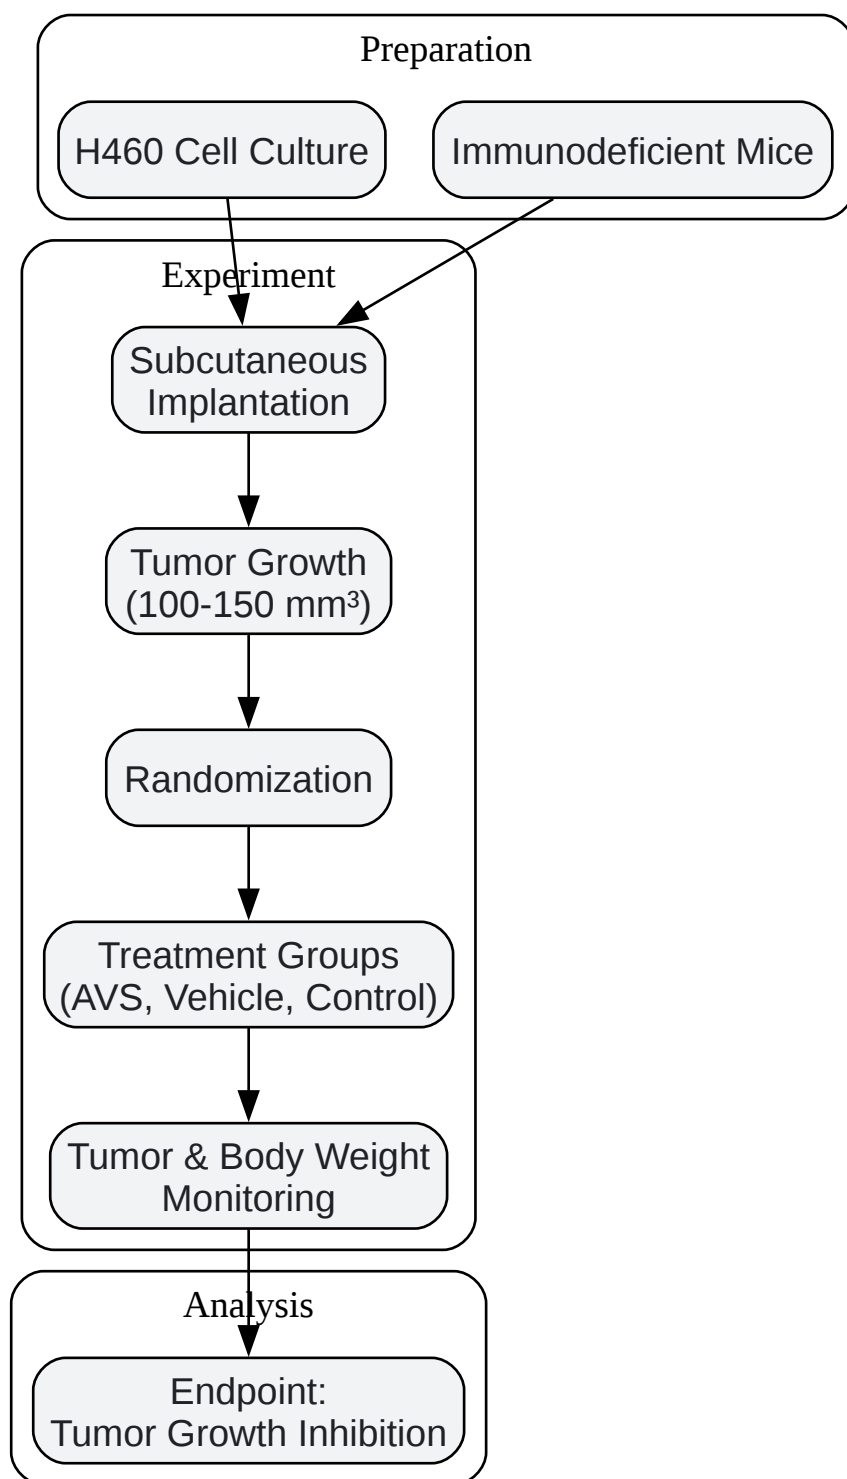 Preparation
H460 Cell Culture
Immunodeficient Mice
Experiment
Subcutaneous
Implantation
Tumor Growth
(100-150 mm³)
Randomization
Treatment Groups
(AVS, Vehicle, Control)
Tumor & Body Weight
Monitoring
Analysis
Endpoint:
Tumor Growth Inhibition